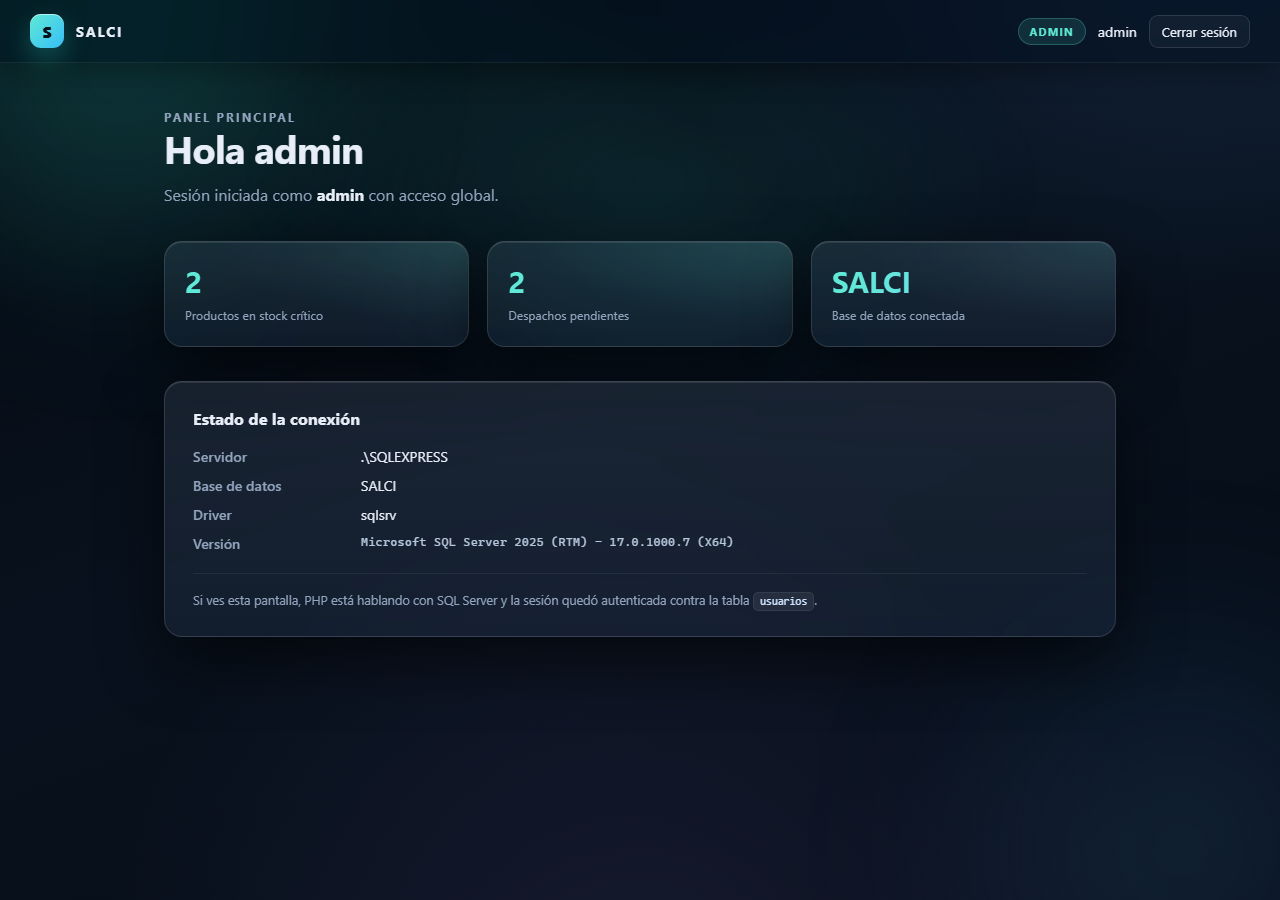 S SALCI
ADMIN admin Cerrar sesión
PANEL PRINCIPAL
Hola admin
Sesión iniciada como admin con acceso global.
2
Productos en stock crítico
2
Despachos pendientes
SALCI
Base de datos conectada
Estado de la conexión
Servidor .\SQLEXPRESS
Base de datos SALCI
Driver sqlsrv
Versión Microsoft SQL Server 2025 (RTM) - 17.0.1000.7 (X64)
Si ves esta pantalla, PHP está hablando con SQL Server y la sesión quedó autenticada contra la tabla usuarios.